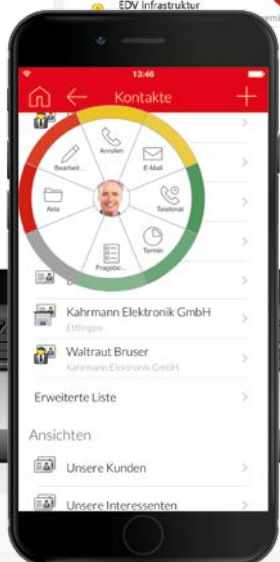 EDV Infrastruktur
13:46
Kontakte
Anrufen
Bearbeit...
E-Mail
Akte
Telefonat
Termin
Fragebo...
Kahrmann Elektronik GmbH
Ettlingen
Waltraut Bruser
Kahrmann Elektronik GmbH
Erweiterte Liste
Ansichten
Unsere Kunden
Unsere Interessenten